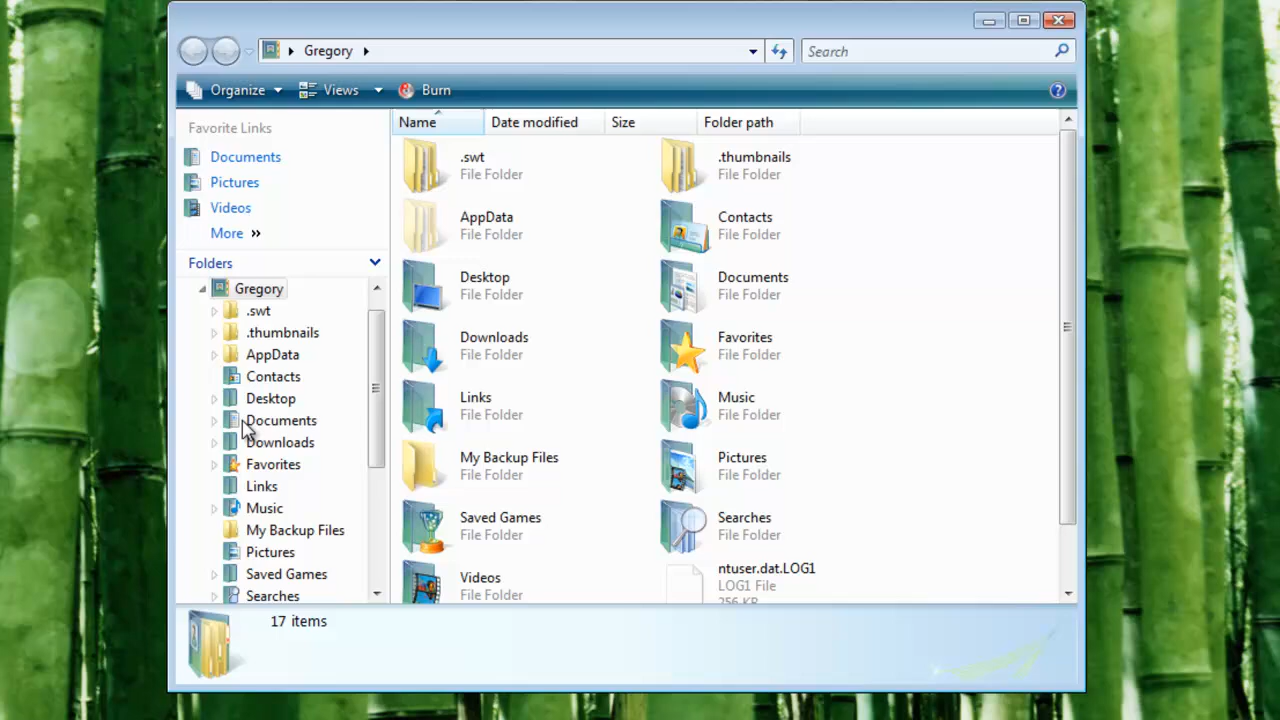 Gregory
Search
Organize
Views
Burn
Favorite Links
Documents
Pictures
Videos
More
Folders
Gregory
.swt
.thumbnails
AppData
Contacts
Desktop
Documents
Downloads
Favorites
Links
Music
My Backup Files
Pictures
Saved Games
Searches
Name Date modified Size Folder path
.swt
File Folder
.thumbnails
File Folder
AppData
File Folder
Contacts
File Folder
Desktop
File Folder
Documents
File Folder
Downloads
File Folder
Favorites
File Folder
Links
File Folder
Music
File Folder
My Backup Files
File Folder
Pictures
File Folder
Saved Games
File Folder
Searches
File Folder
Videos
File Folder
ntuser.dat.LOG1
LOG1 File
256 KB
17 items